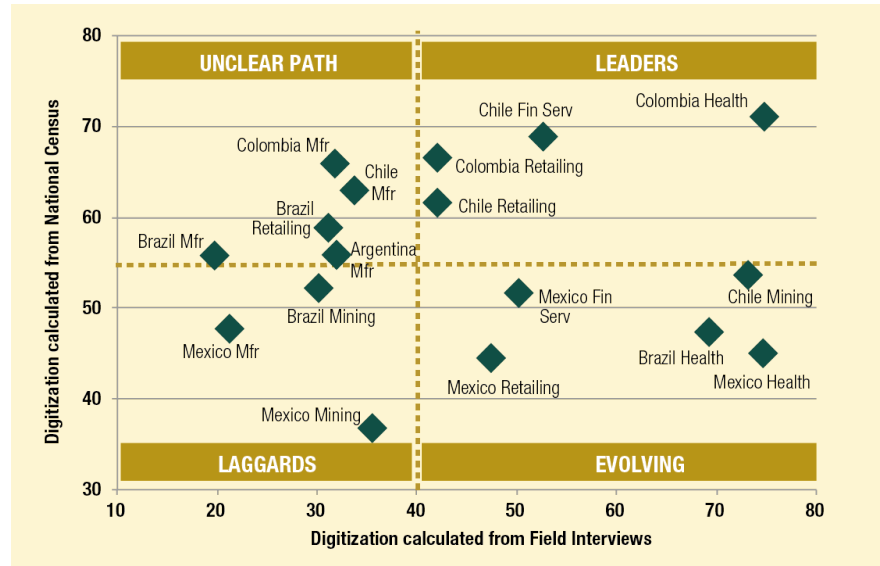 Digitization calculated from National Census
80
70
60
50
40
30
UNCLEAR PATH
LEADERS
Colombia Health
Chile Fin Serv
Colombia Mfr
Chile
Mfr
Colombia Retailing
Brazil
Retailing
Chile Retailing
Brazil Mfr
Argentina
Mfr
Brazil Mining
Mexico Fin
Serv
Chile Mining
Mexico Mfr
Brazil Health
Mexico Retailing
Mexico Health
Mexico Mining
LAGGARDS
EVOLVING
10
20
30
40
50
60
70
80
Digitization calculated from Field Interviews